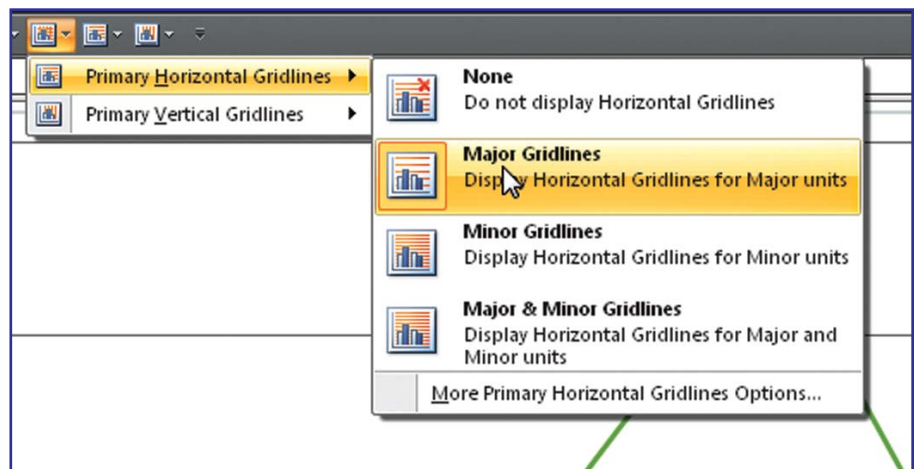 Primary Horizontal Gridlines
Primary Vertical Gridlines
None
Do not display Horizontal Gridlines
Major Gridlines
Display Horizontal Gridlines for Major units
Minor Gridlines
Display Horizontal Gridlines for Minor units
Major & Minor Gridlines
Display Horizontal Gridlines for Major and
Minor units
More Primary Horizontal Gridlines Options...